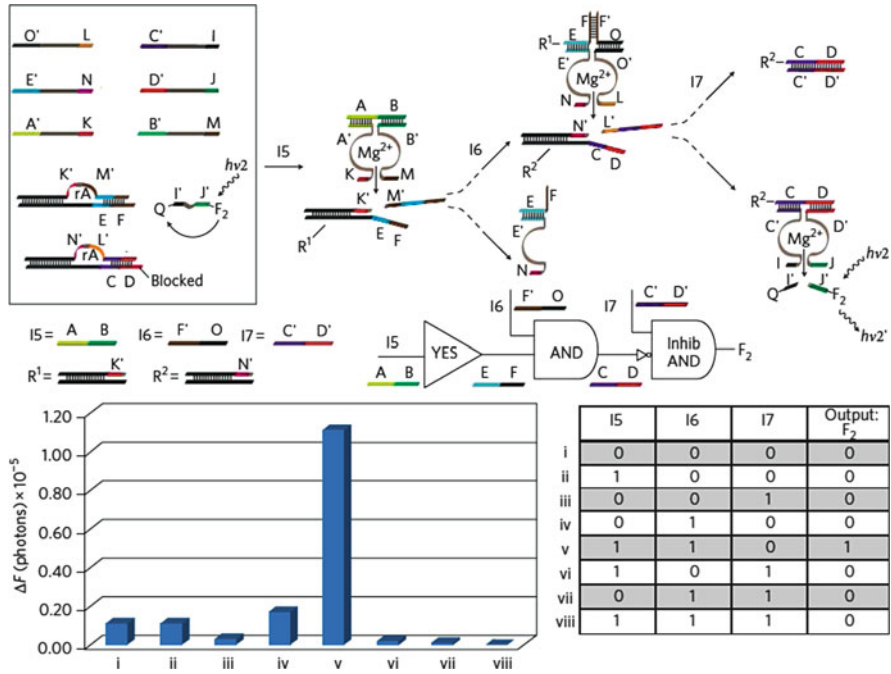 O' L C' I
E' N D' J
A' K B' M
K' M' hν2
rA I' J'
Q F2
E F
N' L'
rA
C D Blocked
I5
A B
A' B'
Mg2+
K M
K' M'
R1 E F
I6
F F'
R1 E O
E' O'
Mg2+
N L
N' L'
R2 C D
E F
E'
N
I7
R2 C D
C' D'
R2 C D
C' D'
Mg2+
I J hν2
I' J'
Q F2
hν2'
I5 = A B I6 = F' O I7 = C' D'
R1 = K' R2 = N'
I5 I6 I7
F' O C' D'
YES AND Inhib AND F2
A B E F C D
ΔF (photons) × 10−5
1.20
1.00
0.80
0.60
0.40
0.20
0.00
i ii iii iv v vi vii viii
I5 I6 I7 Output: F2
i 0 0 0 0
ii 1 0 0 0
iii 0 0 1 0
iv 0 1 0 0
v 1 1 0 1
vi 1 0 1 0
vii 0 1 1 0
viii 1 1 1 0